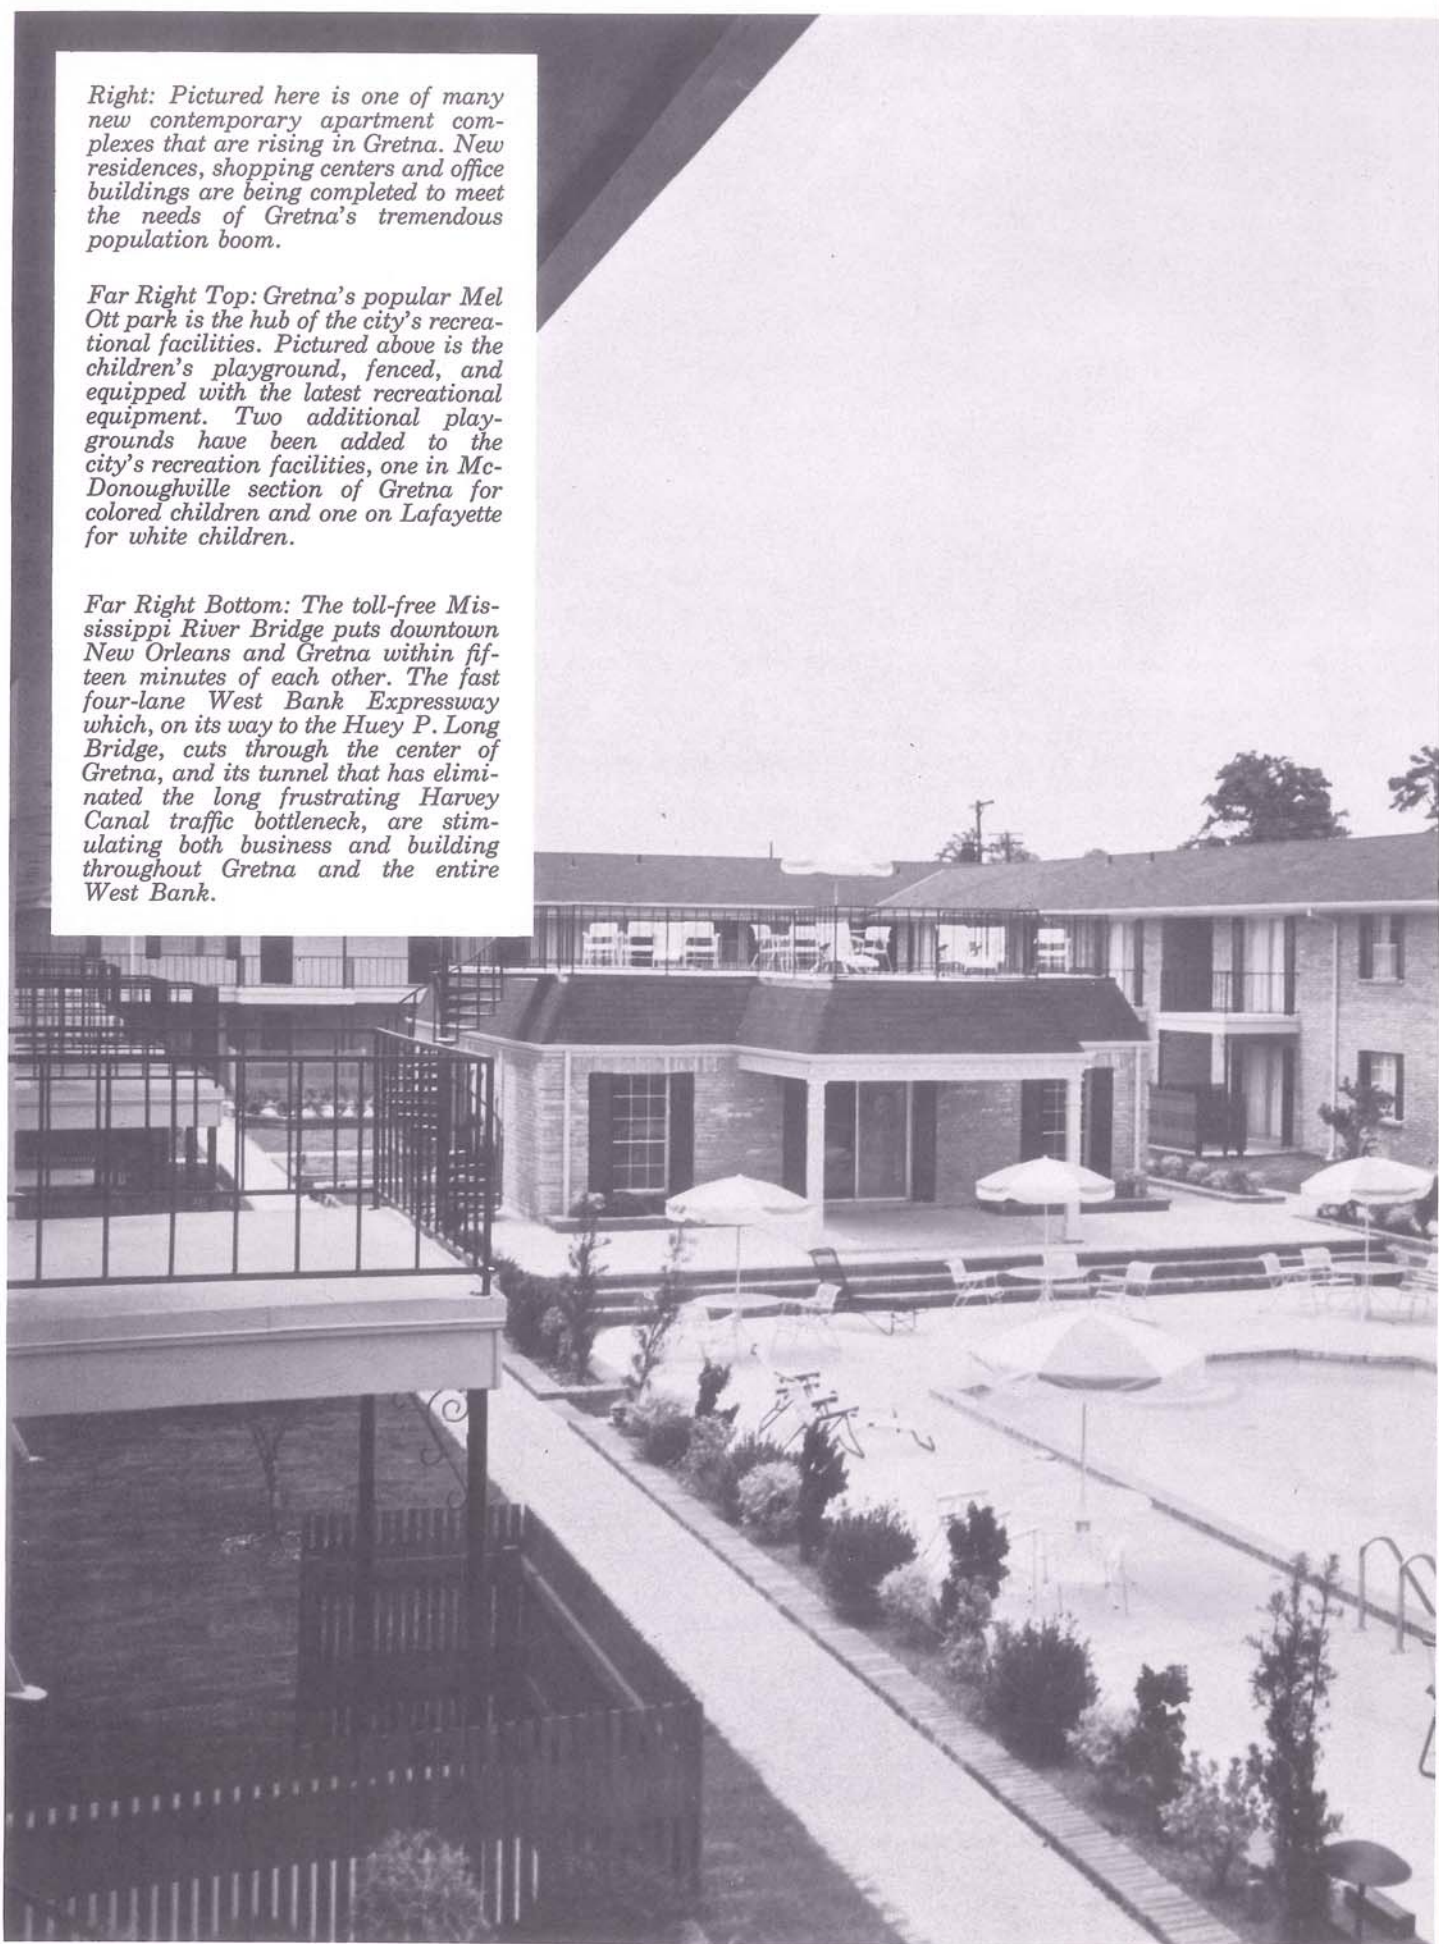 Right: Pictured here is one of many
new contemporary apartment com-
plexes that are rising in Gretna. New
residences, shopping centers and office
buildings are being completed to meet
the needs of Gretna's tremendous
population boom.
Far Right Top: Gretna's popular Mel
Ott park is the hub of the city's recrea-
tional facilities. Pictured above is the
children's playground, fenced, and
equipped with the latest recreational
equipment. Two additional play-
grounds have been added to the
city's recreation facilities, one in Mc-
Donoughville section of Gretna for
colored children and one on Lafayette
for white children.
Far Right Bottom: The toll-free Mis-
sissippi River Bridge puts downtown
New Orleans and Gretna within fif-
teen minutes of each other. The fast
four-lane West Bank Expressway
which, on its way to the Huey P. Long
Bridge, cuts through the center of
Gretna, and its tunnel that has elimi-
nated the long frustrating Harvey
Canal traffic bottleneck, are stim-
ulating both business and building
throughout Gretna and the entire
West Bank.